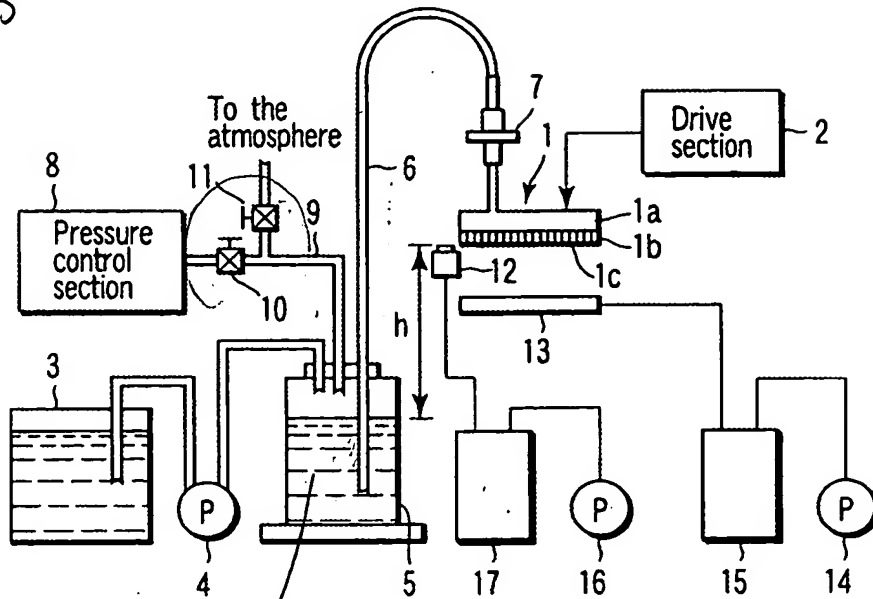 To the
atmosphere
7
Drive
section
2
1
6
8
11
9
1a
1b
1c
Pressure
control
section
10
12
h
13
3
P
4
5
17
P
16
15
P
14